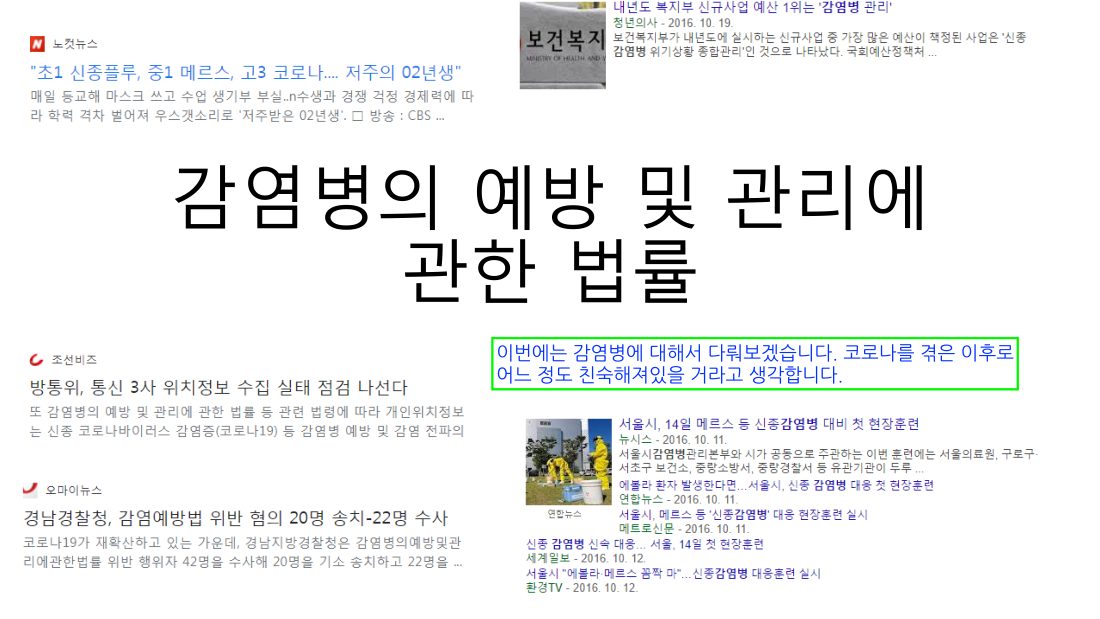 노컷뉴스
"초1 신종플루, 중1 메르스, 고3 코로나.... 저주의 02년생"
매일 등교해 마스크 쓰고 수업 생기부 부실..n수생과 경쟁 걱정 경제력에 따
라 학력 격차 벌어져 우스갯소리로 '저주받은 02년생'. □ 방송 : CBS ...
보건복지
MINISTRY OF HEALTH AND W
내년도 복지부 신규사업 예산 1위는 '감염병 관리'
청년의사 - 2016. 10. 19.
보건복지부가 내년도에 실시하는 신규사업 중 가장 많은 예산이 책정된 사업은 '신종
감염병 위기상황 종합관리'인 것으로 나타났다. 국회예산정책처 ...
감염병의 예방 및 관리에
관한 법률
조선비즈
방통위, 통신 3사 위치정보 수집 실태 점검 나선다
또 감염병의 예방 및 관리에 관한 법률 등 관련 법령에 따라 개인위치정보
는 신종 코로나바이러스 감염증(코로나19) 등 감염병 예방 및 감염 전파의
오마이뉴스
경남경찰청, 감염예방법 위반 혐의 20명 송치-22명 수사
코로나19가 재확산하고 있는 가운데, 경남지방경찰청은 감염병의예방및관
리에관한법률 위반 행위자 42명을 수사해 20명을 기소 송치하고 22명을 ...
이번에는 감염병에 대해서 다뤄보겠습니다. 코로나를 겪은 이후로
어느 정도 친숙해져있을 거라고 생각합니다.
서울시, 14일 메르스 등 신종감염병 대비 첫 현장훈련
뉴시스 - 2016. 10. 11.
서울시감염병관리본부와 시가 공동으로 주관하는 이번 훈련에는 서울의료원, 구로구·
서초구 보건소, 중랑소방서, 중랑경찰서 등 유관기관이 두루 ...
에볼라 환자 발생한다면...서울시, 신종 감염병 대응 첫 현장훈련
연합뉴스 - 2016. 10. 11.
연합뉴스
서울시, 메르스 등 '신종감염병' 대응 현장훈련 실시
메트로신문 - 2016. 10. 11.
신종 감염병 신속 대응... 서울, 14일 첫 현장훈련
세계일보 - 2016. 10. 12.
서울시 "에볼라·메르스 꼼짝 마"...신종감염병 대응훈련 실시
환경TV - 2016. 10. 12.